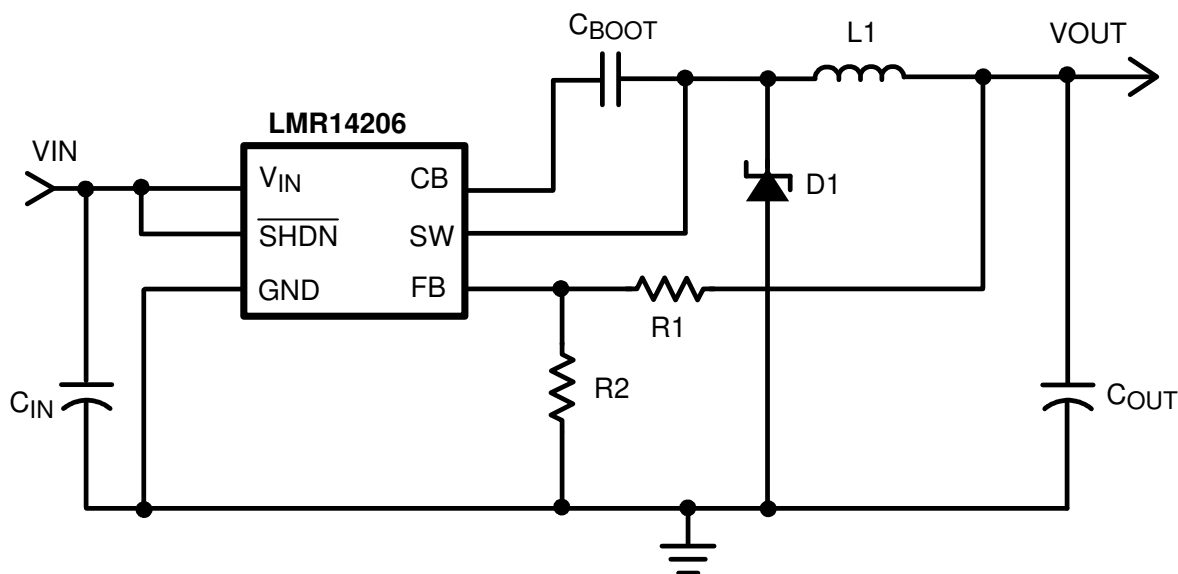 CBOOT
L1
VOUT
LMR14206
VIN
VIN
CB
D1
SHDN
SW
GND
FB
R1
R2
CIN
COUT